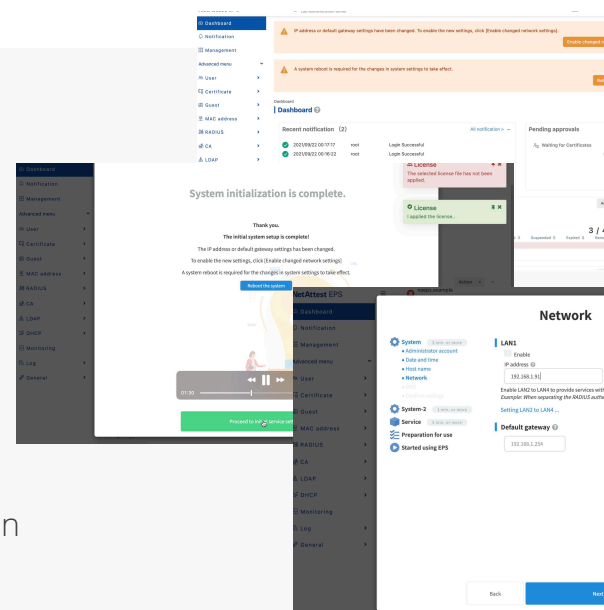 Dashboard
Notification
Management
Advanced menu
User
Certificate
Guest
MAC address
RADIUS
CA
LDAP
IP address or default gateway settings have been changed. To enable the new settings, click [Enable changed network settings].
Enable changed
A system reboot is required for the changes in system settings to take effect.
Dashboard
Dashboard
Recent notification (2)
All notification >
2021/09/22 00:17:17 root Login Successful
2021/09/22 00:16:22 root Login Successful
Pending approvals
Waiting for Certificates
3 / 4
Suspended 0 Expired 0
Dashboard
Notification
Management
Advanced menu
User
Certificate
Guest
MAC address
RADIUS
CA
LDAP
DHCP
Monitoring
Log
General
System initialization is complete.
Thank you.
The initial system setup is complete!
The IP address or default gateway settings has been changed.
To enable the new settings, click [Enable changed network settings]
A system reboot is required for the changes in system settings to take effect.
Reboot the system
07:30
Proceed to initial service set
License
The selected license file has not been applied.
License
I applied the license..
Action
NetAttest EPS
Dashboard
Notification
Management
Advanced menu
User
Certificate
Guest
MAC address
RADIUS
CA
LDAP
DHCP
Monitoring
Log
General
Network
System
Administrator account
Date and time
Host name
Network
System-2
Service
Preparation for use
Started using EPS
LAN1
Enable
IP address
192.168.1.91
Enable LAN2 to LAN4 to provide services with
Example: When separating the RADIUS authe
Setting LAN2 to LAN4 ...
Default gateway
192.168.1.254
Back
Next
n